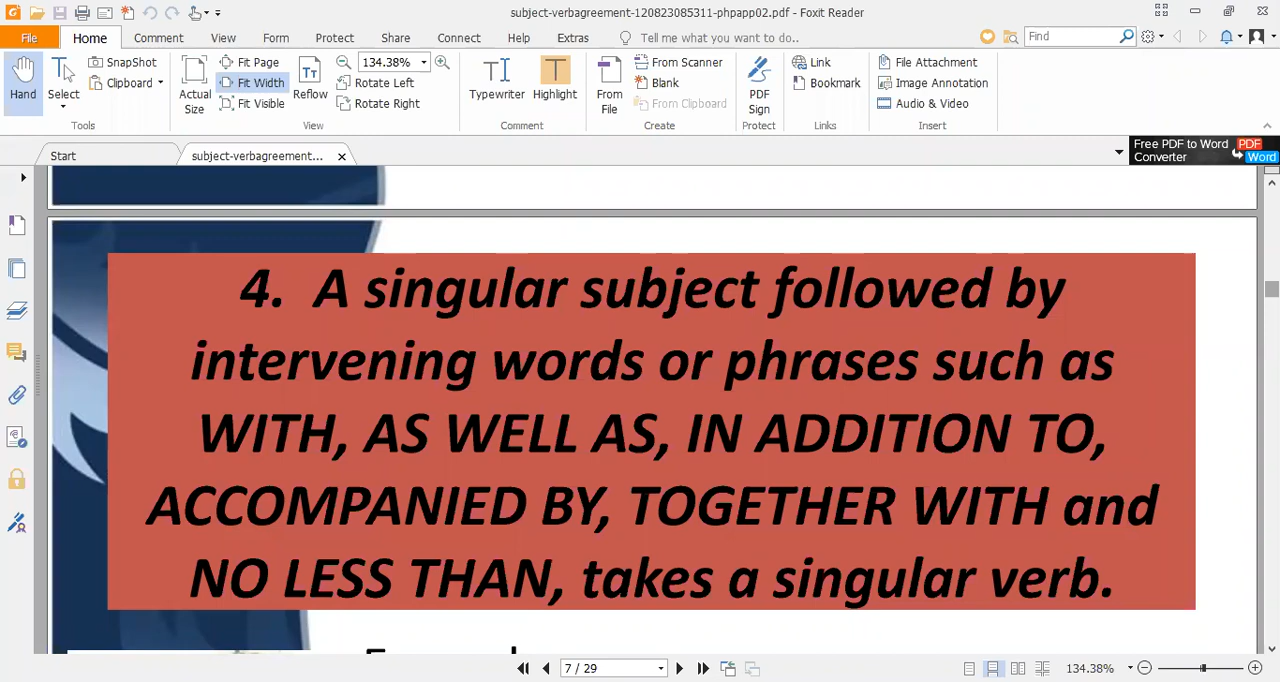 subject-verbagreement-120823085311-phpapp02.pdf - Foxit Reader
File Home Comment View Form Protect Share Connect Help Extras Tell me what you want to do.. Find
Hand
Select
SnapShot
Clipboard
Tools
Actual Size
Fit Page
Fit Width
Fit Visible
Reflow
134.38%
Rotate Left
Rotate Right
View
Typewriter
Highlight
Comment
From File
From Scanner
Blank
From Clipboard
Create
PDF Sign
Protect
Link
Bookmark
Links
File Attachment
Image Annotation
Audio & Video
Insert
Start subject-verbagreement...
Free PDF to Word PDF
Converter Word
4. A singular subject followed by
intervening words or phrases such as
WITH, AS WELL AS, IN ADDITION TO,
ACCOMPANIED BY, TOGETHER WITH and
NO LESS THAN, takes a singular verb.
7 / 29 134.38%